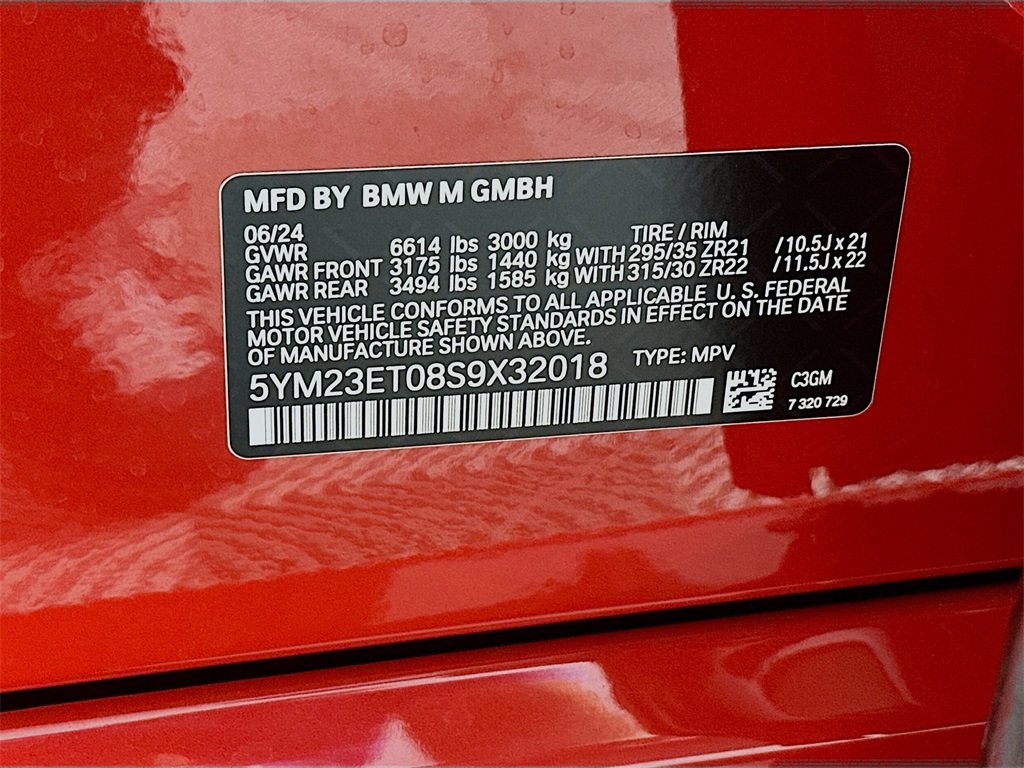 MFD BY BMW M GMBH
06/24 TIRE / RIM
GVWR 6614 lbs 3000 kg
GAWR FRONT 3175 lbs 1440 kg WITH 295/35 ZR21 /10.5J x 21
GAWR REAR 3494 lbs 1585 kg WITH 315/30 ZR22 /11.5J x 22
THIS VEHICLE CONFORMS TO ALL APPLICABLE U. S. FEDERAL
MOTOR VEHICLE SAFETY STANDARDS IN EFFECT ON THE DATE
OF MANUFACTURE SHOWN ABOVE.
5YM23ET08S9X32018 TYPE: MPV
C3GM
7 320 729